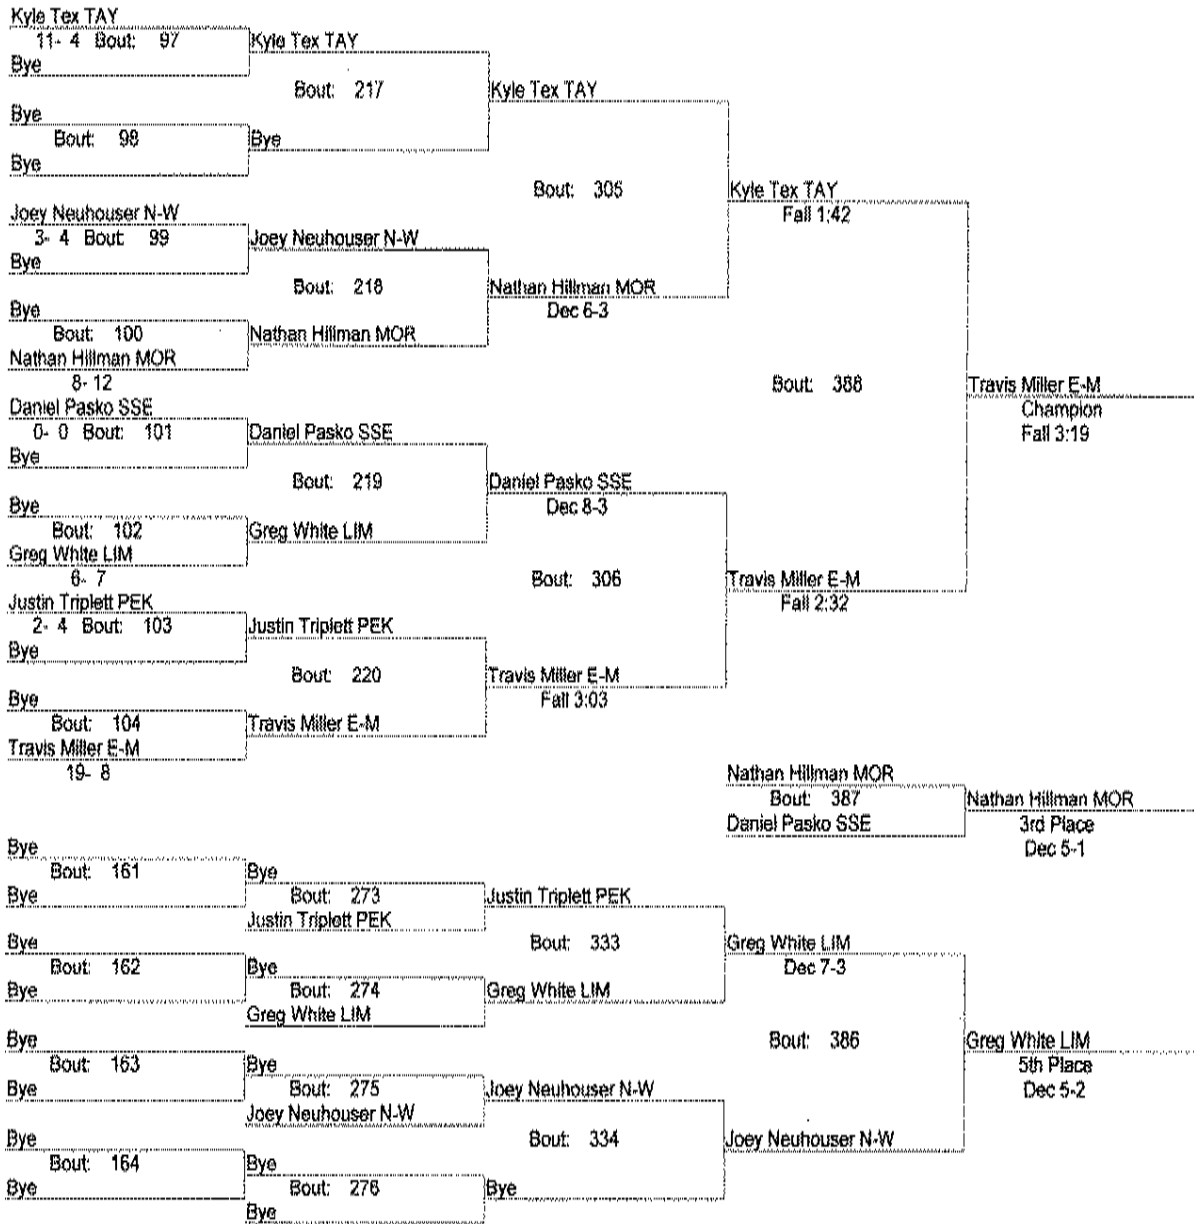 Kyle Tex TAY
11- 4 Bout: 97
Kyle Tex TAY
Bye
Bout: 217
Kyle Tex TAY
Bye
Bout: 98
Bye
Bye
Bout: 305
Kyle Tex TAY
Fall 1:42
Joey Neuhouser N-W
3- 4 Bout: 99
Joey Neuhouser N-W
Bye
Bout: 218
Nathan Hillman MOR
Dec 6-3
Bye
Bout: 100
Nathan Hillman MOR
Nathan Hillman MOR
8- 12
Bout: 388
Travis Miller E-M
Champion
Fall 3:19
Daniel Pasko SSE
0- 0 Bout: 101
Daniel Pasko SSE
Bye
Bout: 219
Daniel Pasko SSE
Dec 8-3
Bye
Bout: 102
Greg White LIM
Greg White LIM
6- 7
Bout: 306
Travis Miller E-M
Fall 2:32
Justin Triplett PEK
2- 4 Bout: 103
Justin Triplett PEK
Bye
Bout: 220
Travis Miller E-M
Fall 3:03
Bye
Bout: 104
Travis Miller E-M
Travis Miller E-M
19- 8
Nathan Hillman MOR
Bout: 387
Nathan Hillman MOR
Daniel Pasko SSE
3rd Place
Dec 5-1
Bye
Bout: 161
Bye
Bye
Bout: 273
Justin Triplett PEK
Justin Triplett PEK
Bye
Bout: 333
Greg White LIM
Dec 7-3
Bout: 162
Bye
Bye
Bout: 274
Greg White LIM
Greg White LIM
Bye
Bout: 386
Greg White LIM
5th Place
Dec 5-2
Bout: 163
Bye
Bye
Bout: 275
Joey Neuhouser N-W
Joey Neuhouser N-W
Bye
Bout: 334
Joey Neuhouser N-W
Bout: 164
Bye
Bye
Bout: 276
Bye
Bye